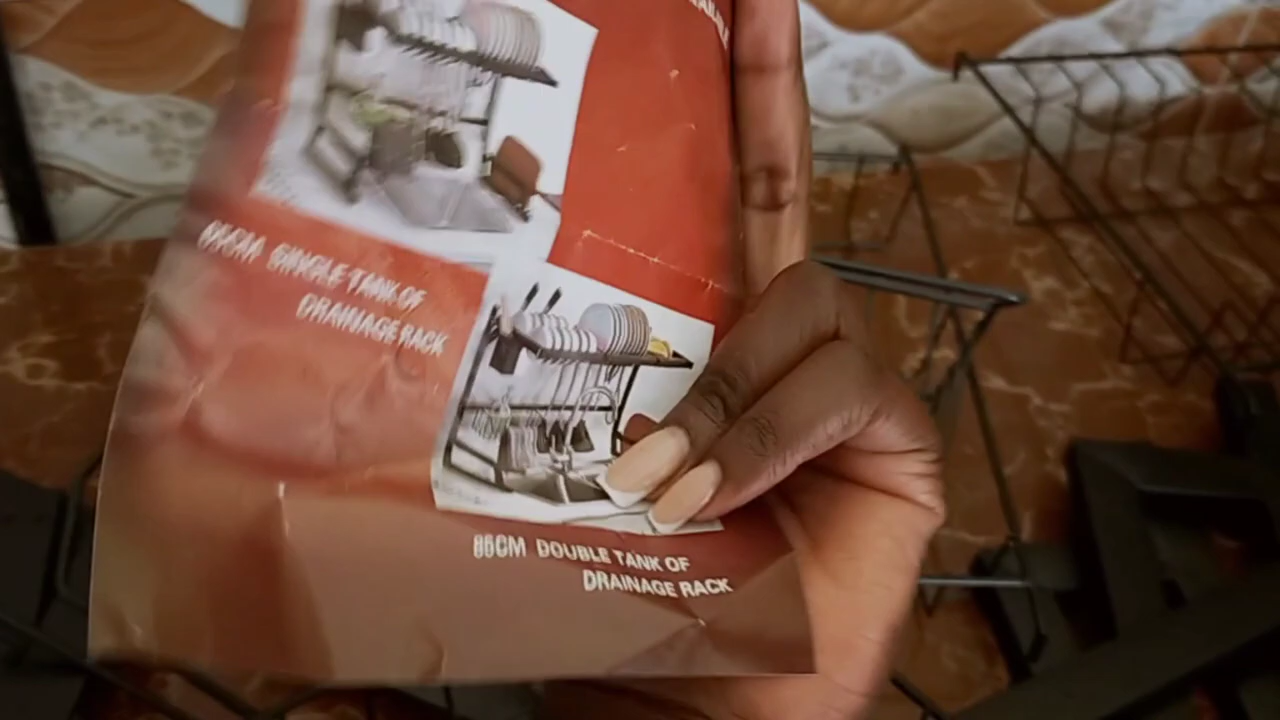 SINGLE TANK OF
DRAINAGE RACK
DOUBLE TANK OF
DRAINAGE RACK